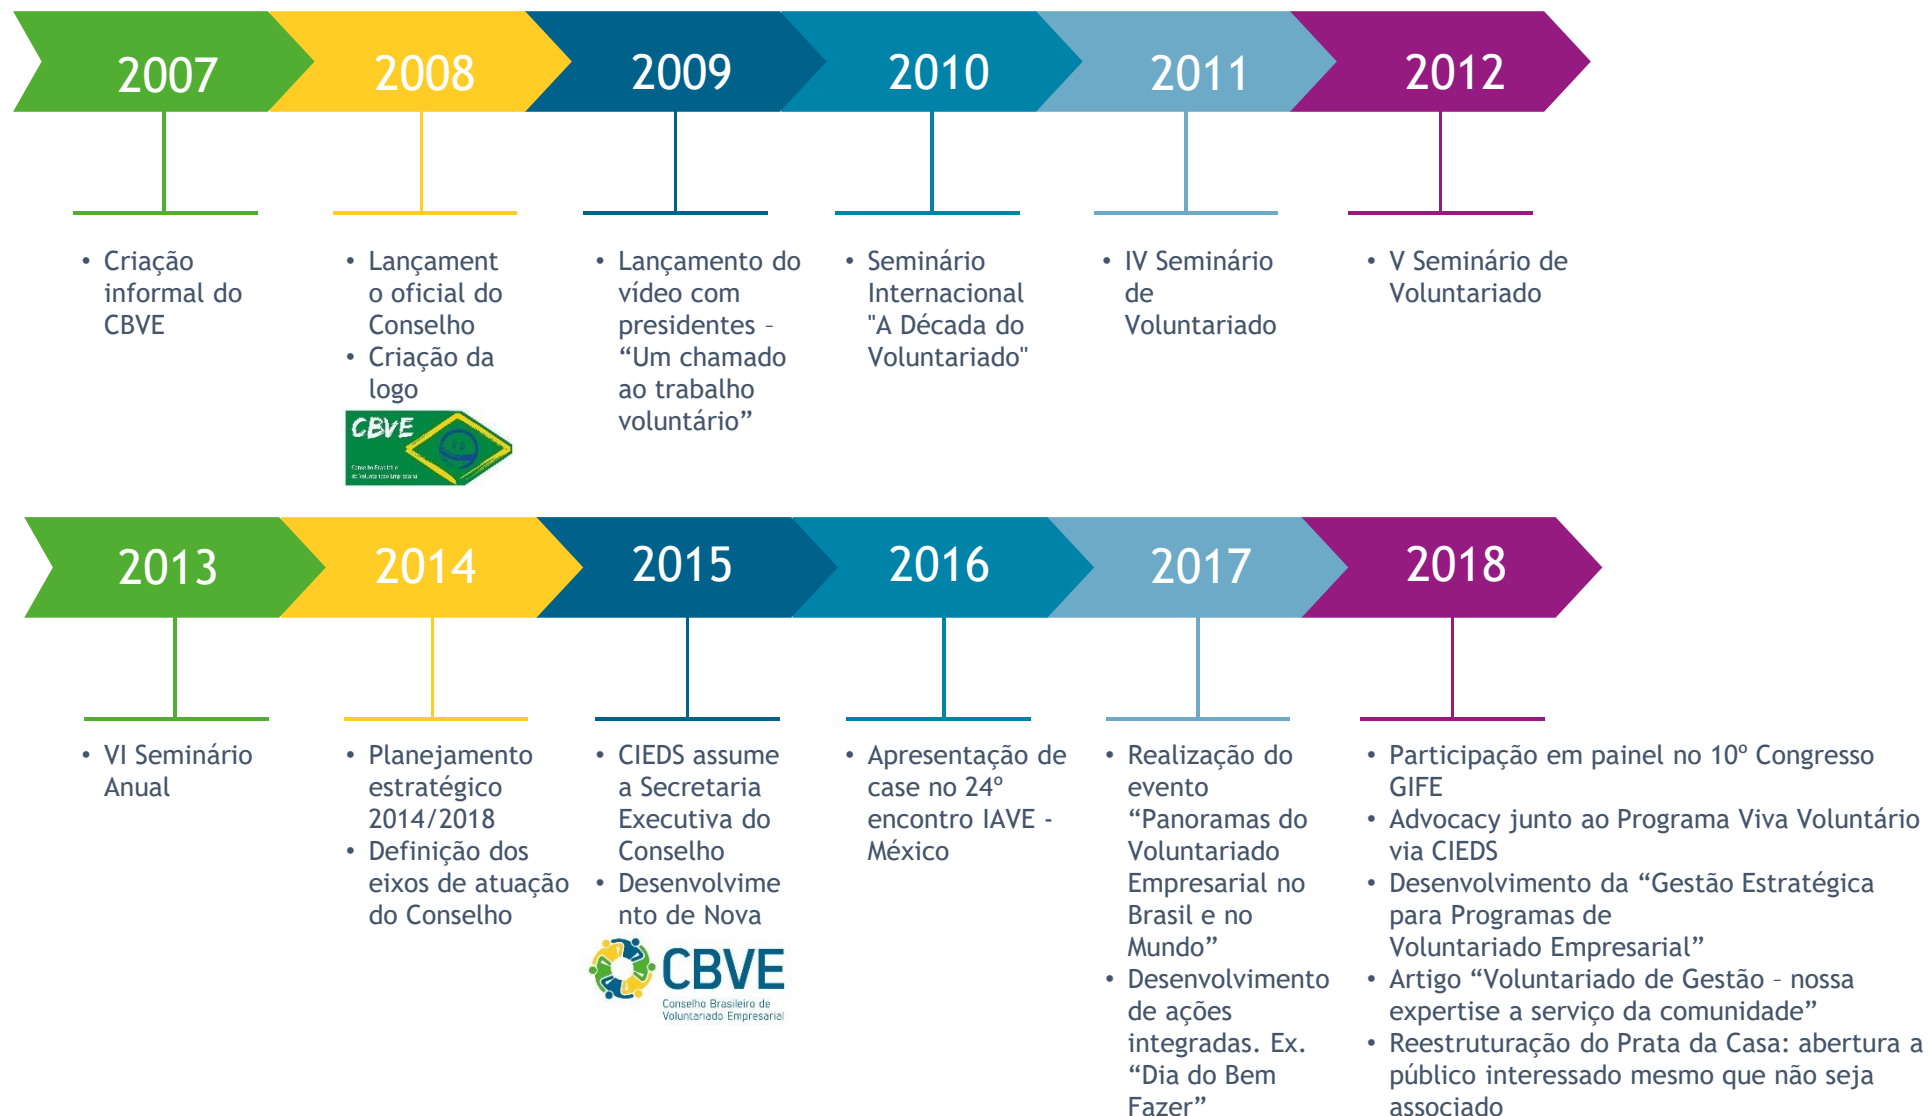 2007
2008
2009
2010
2011
2012
• Criação
informal do
CBVE
• Lançament
o oficial do
Conselho
• Criação da
logo
CBVE
• Lançamento do
vídeo com
presidentes –
“Um chamado
ao trabalho
voluntário”
• Seminário
Internacional
"A Década do
Voluntariado"
• IV Seminário
de
Voluntariado
• V Seminário de
Voluntariado
2013
2014
2015
2016
2017
2018
• VI Seminário
Anual
• Planejamento
estratégico
2014/2018
• Definição dos
eixos de atuação
do Conselho
• CIEDS assume
a Secretaria
Executiva do
Conselho
• Desenvolvime
nto de Nova
CBVE
Conselho Brasileiro de
Voluntariado Empresarial
• Apresentação de
case no 24º
encontro IAVE -
México
• Realização do
evento
“Panoramas do
Voluntariado
Empresarial no
Brasil e no
Mundo”
• Desenvolvimento
de ações
integradas. Ex.
“Dia do Bem
Fazer”
• Participação em painel no 10º Congresso
GIFE
• Advocacy junto ao Programa Viva Voluntário
via CIEDS
• Desenvolvimento da “Gestão Estratégica
para Programas de
Voluntariado Empresarial”
• Artigo “Voluntariado de Gestão – nossa
expertise a serviço da comunidade”
• Reestruturação do Prata da Casa: abertura a
público interessado mesmo que não seja
associado